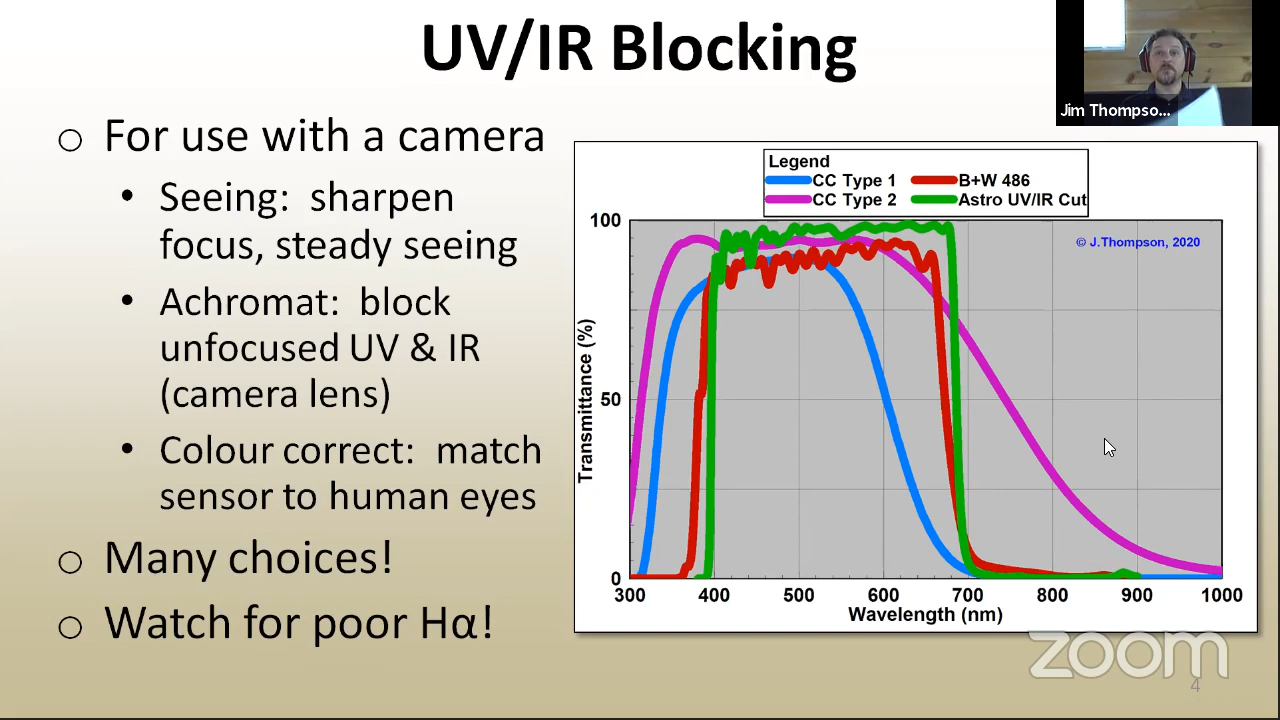 UV/IR Blocking
Jim Thompso...
o For use with a camera
• Seeing: sharpen
focus, steady seeing
• Achromat: block
unfocused UV & IR
(camera lens)
• Colour correct: match
sensor to human eyes
o Many choices!
o Watch for poor Hα!
Legend
CC Type 1 B+W 486
CC Type 2 Astro UV/IR Cut
© J.Thompson, 2020
Transmittance (%)
100
50
0
300 400 500 600 700 800 900 1000
Wavelength (nm)
zoom
4